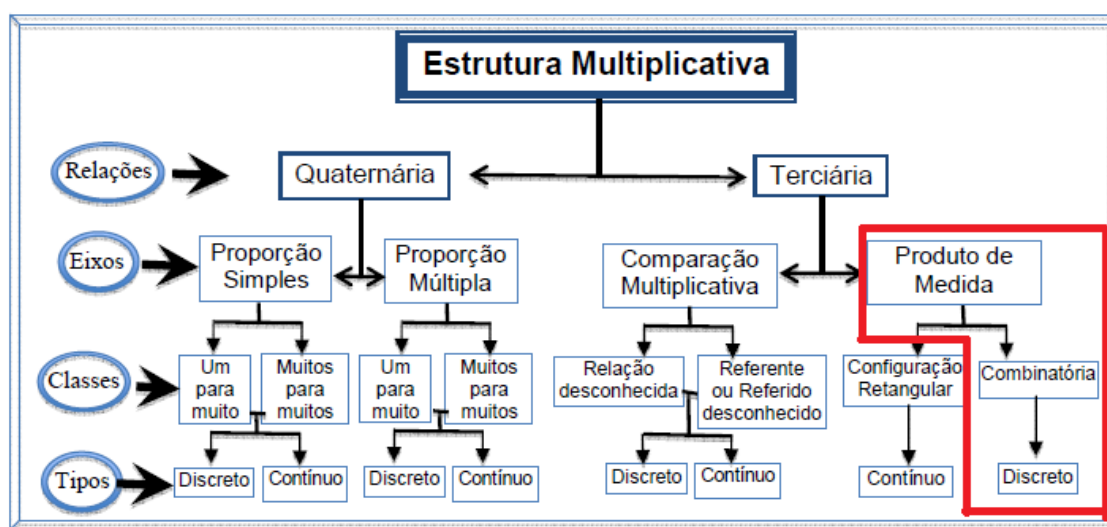 Estrutura Multiplicativa
Relações
Quaternária
Terciária
Eixos
Proporção
Simples
Proporção
Múltipla
Comparação
Multiplicativa
Produto de
Medida
Classes
Um
para
muito
Muitos
para
muitos
Um
para
muito
Muitos
para
muitos
Relação
desconhecida
Referente
ou Referido
desconhecido
Configuração
Retangular
Combinatória
Tipos
Discreto
Contínuo
Discreto
Contínuo
Discreto
Contínuo
Contínuo
Discreto